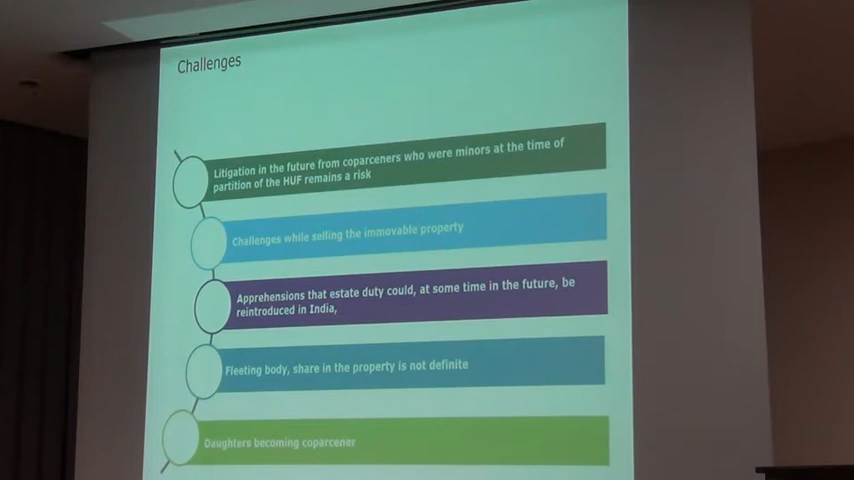 Challenges
Litigation in the future from coparceners who were minors at the time of
partition of the HUF remains a risk
Challenges while selling the immovable property
Apprehensions that estate duty could, at some time in the future, be
reintroduced in India,
Fleeting body, share in the property is not definite
Daughters becoming coparcener